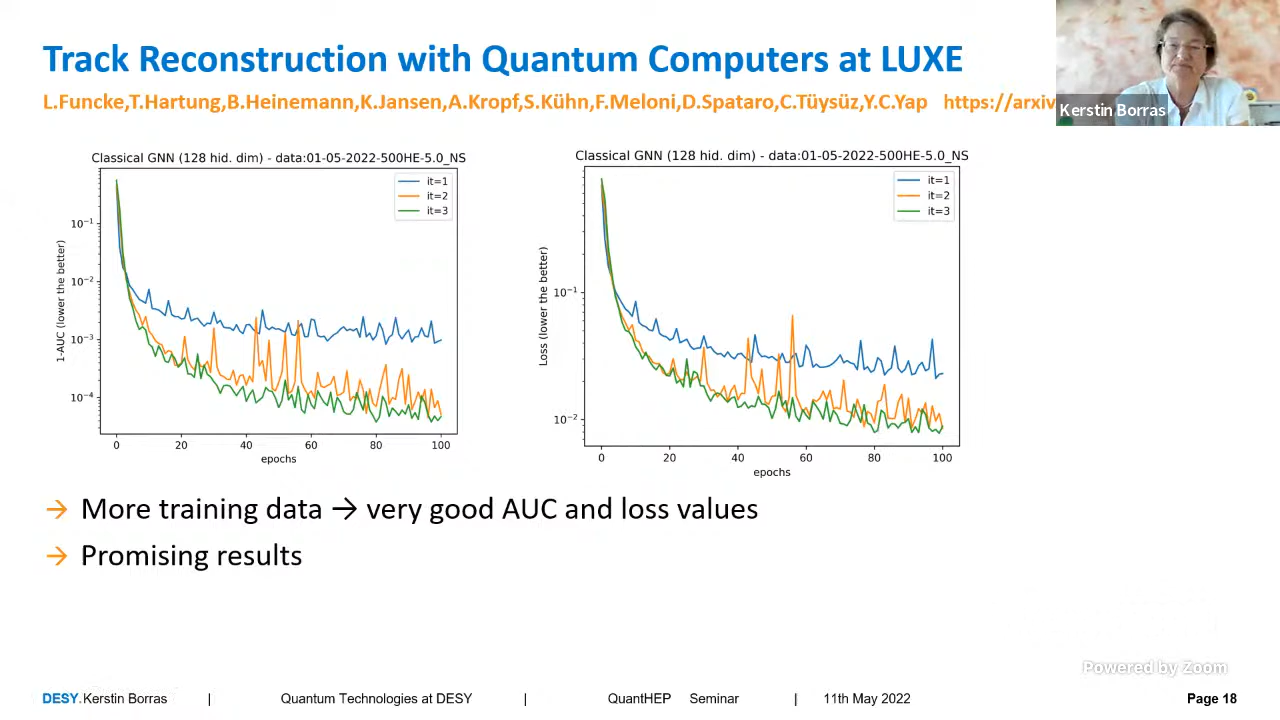 Track Reconstruction with Quantum Computers at LUXE
L.Funcke,T.Hartung,B.Heinemann,K.Jansen,A.Kropf,S.Kühn,F.Meloni,D.Spataro,C.Tüysüz,Y.C.Yap https://arxiv
Kerstin Borras
Classical GNN (128 hid. dim) - data:01-05-2022-500HE-5.0_NS
it=1
it=2
it=3
10⁻¹
10⁻²
10⁻³
10⁻⁴
1-AUC (lower the better)
0 20 40 60 80 100
epochs
Classical GNN (128 hid. dim) - data:01-05-2022-500HE-5.0_NS
it=1
it=2
it=3
10⁻¹
10⁻²
Loss (lower the better)
0 20 40 60 80 100
epochs
→ More training data → very good AUC and loss values
→ Promising results
Powered by Zoom
DESY. Kerstin Borras | Quantum Technologies at DESY | QuantHEP Seminar | 11th May 2022 Page 18